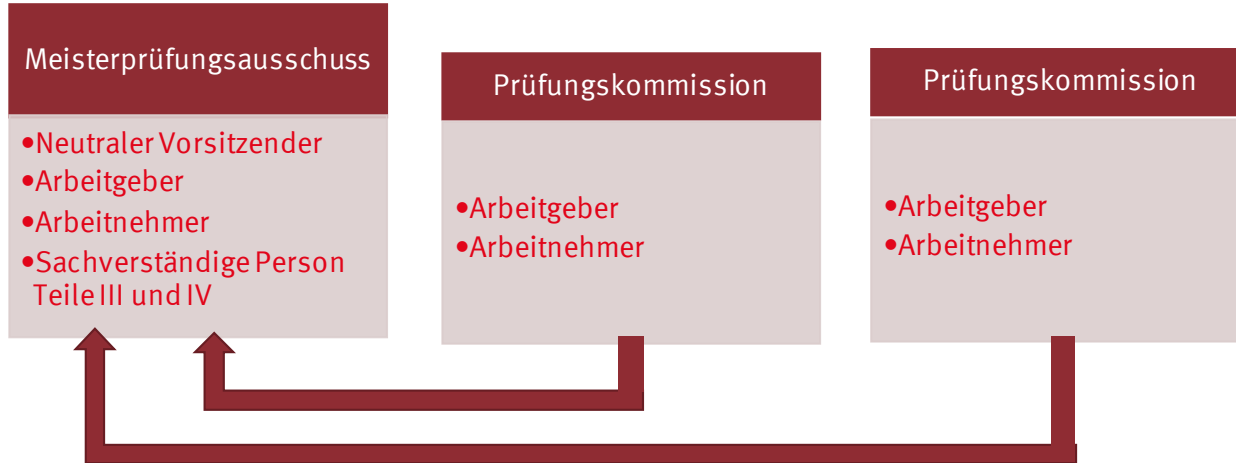 Meisterprüfungsausschuss
•Neutraler Vorsitzender
•Arbeitgeber
•Arbeitnehmer
•Sachverständige Person
Teile III und IV
Prüfungskommission
•Arbeitgeber
•Arbeitnehmer
Prüfungskommission
•Arbeitgeber
•Arbeitnehmer